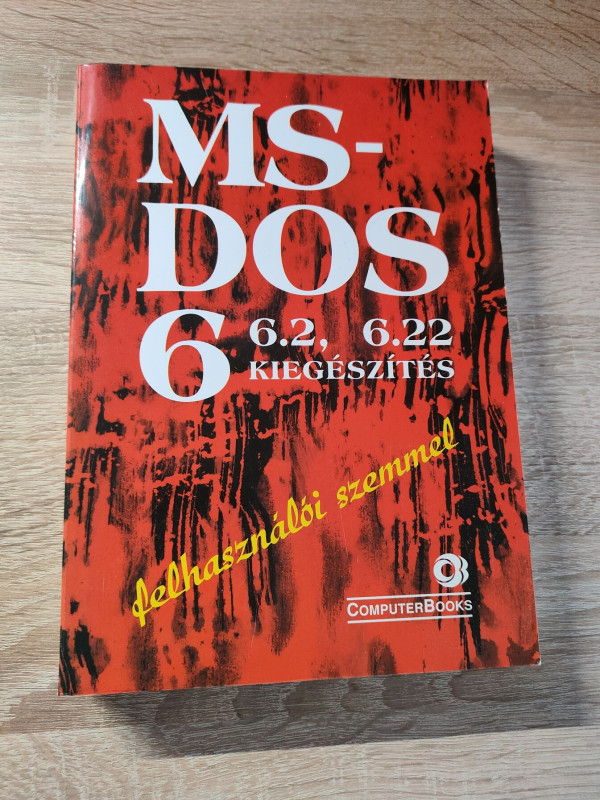 MS-
DOS
6 6.2, 6.22
KIEGÉSZÍTÉS
felhasználói szemmel
COMPUTERBOOKS